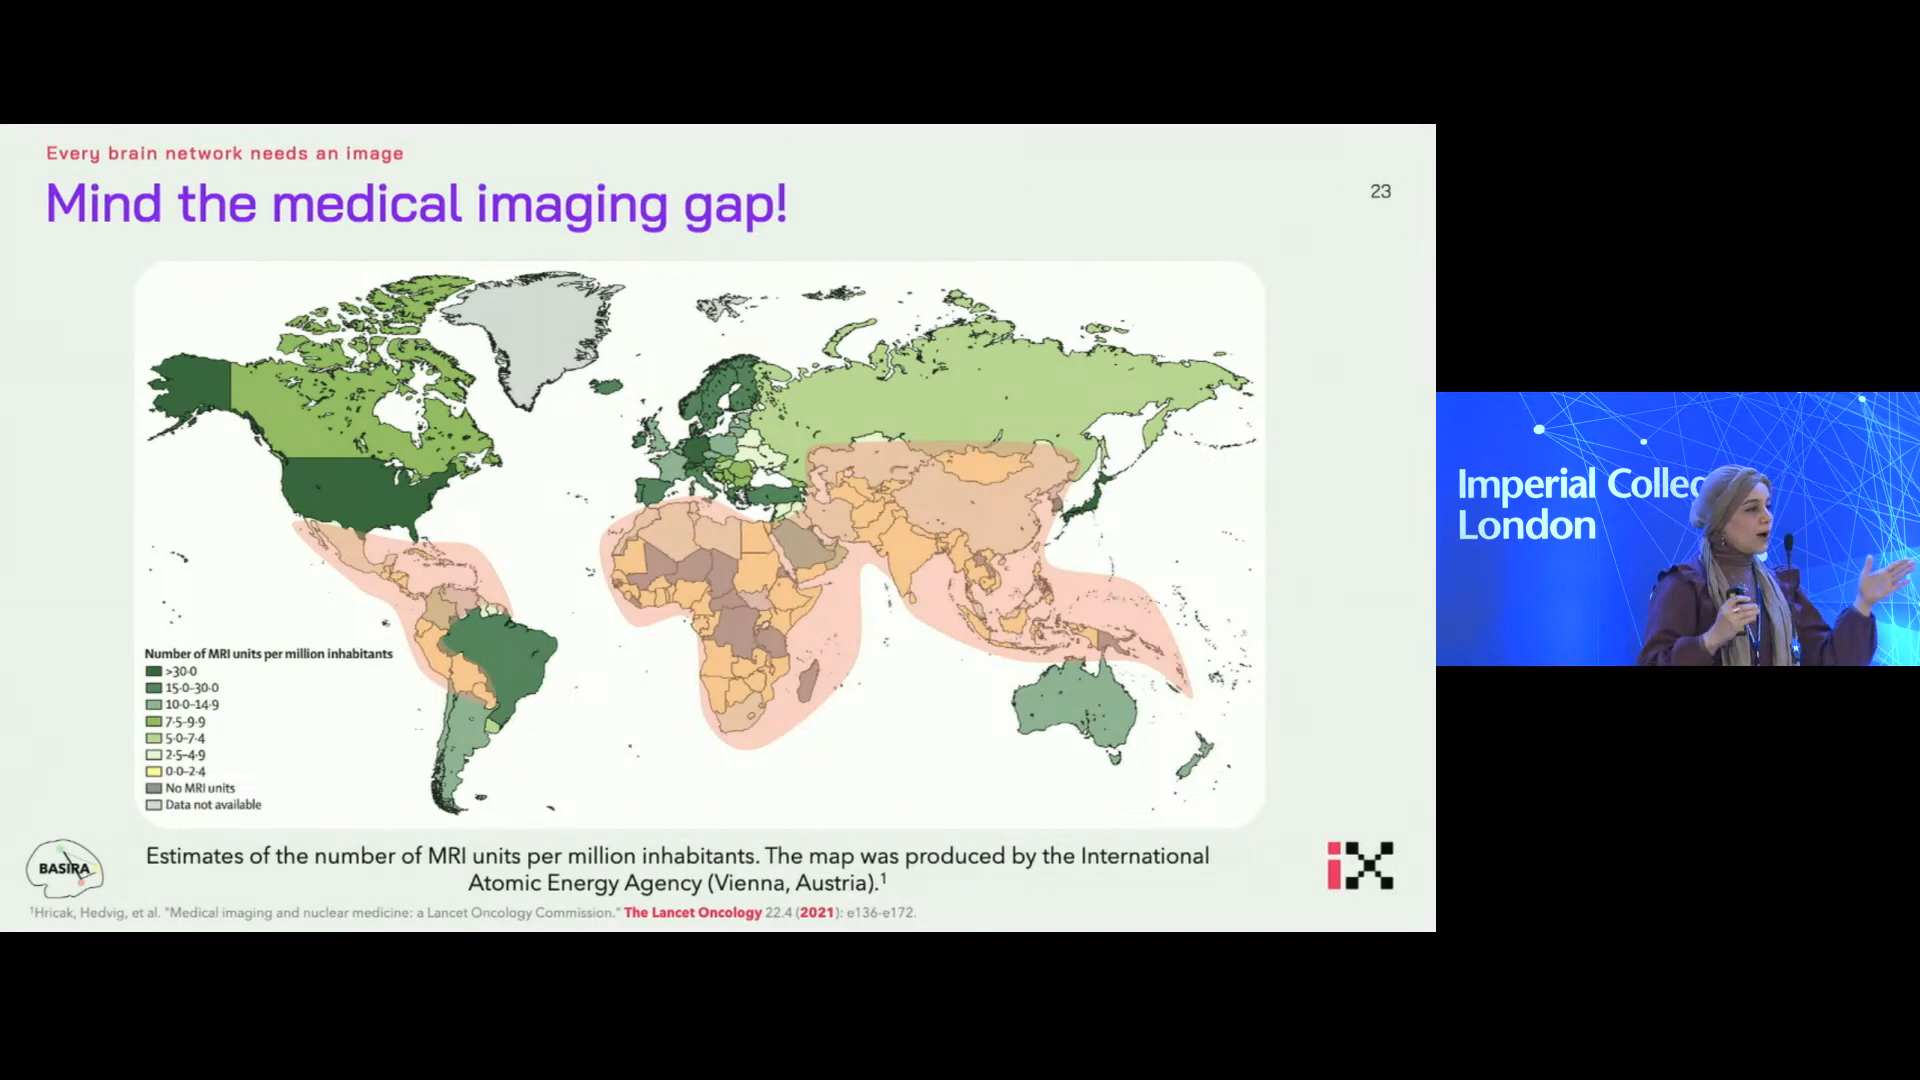 Every brain network needs an image
Mind the medical imaging gap!
23
Number of MRI units per million inhabitants
>30·0
15·0–30·0
10·0–14·9
7·5–9·9
5·0–7·4
2·5–4·9
0·0–2·4
No MRI units
Data not available
BASIRA
Estimates of the number of MRI units per million inhabitants. The map was produced by the International
Atomic Energy Agency (Vienna, Austria).¹
iX
¹Hricak, Hedvig, et al. "Medical imaging and nuclear medicine: a Lancet Oncology Commission." The Lancet Oncology 22.4 (2021): e136-e172.
Imperial Colleg
London